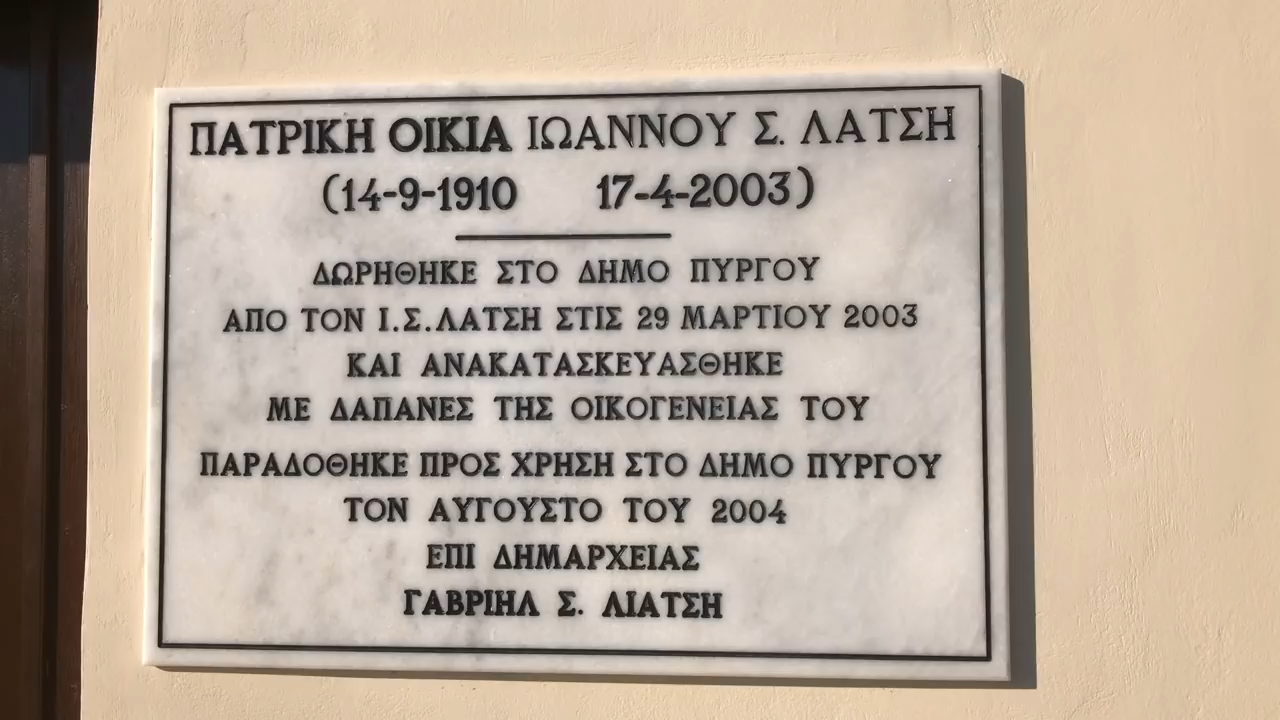 ΠΑΤΡΙΚΗ ΟΙΚΙΑ ΙΩΑΝΝΟΥ Σ. ΛΑΤΣΗ
(14-9-1910 17-4-2003)
ΔΩΡΗΘΗΚΕ ΣΤΟ ΔΗΜΟ ΠΥΡΓΟΥ
ΑΠΟ ΤΟΝ Ι.Σ.ΛΑΤΣΗ ΣΤΙΣ 29 ΜΑΡΤΙΟΥ 2003
ΚΑΙ ΑΝΑΚΑΤΑΣΚΕΥΑΣΘΗΚΕ
ΜΕ ΔΑΠΑΝΕΣ ΤΗΣ ΟΙΚΟΓΕΝΕΙΑΣ ΤΟΥ
ΠΑΡΑΔΟΘΗΚΕ ΠΡΟΣ ΧΡΗΣΗ ΣΤΟ ΔΗΜΟ ΠΥΡΓΟΥ
ΤΟΝ ΑΥΓΟΥΣΤΟ ΤΟΥ 2004
ΕΠΙ ΔΗΜΑΡΧΕΙΑΣ
ΓΑΒΡΙΗΛ Σ. ΛΙΑΤΣΗ